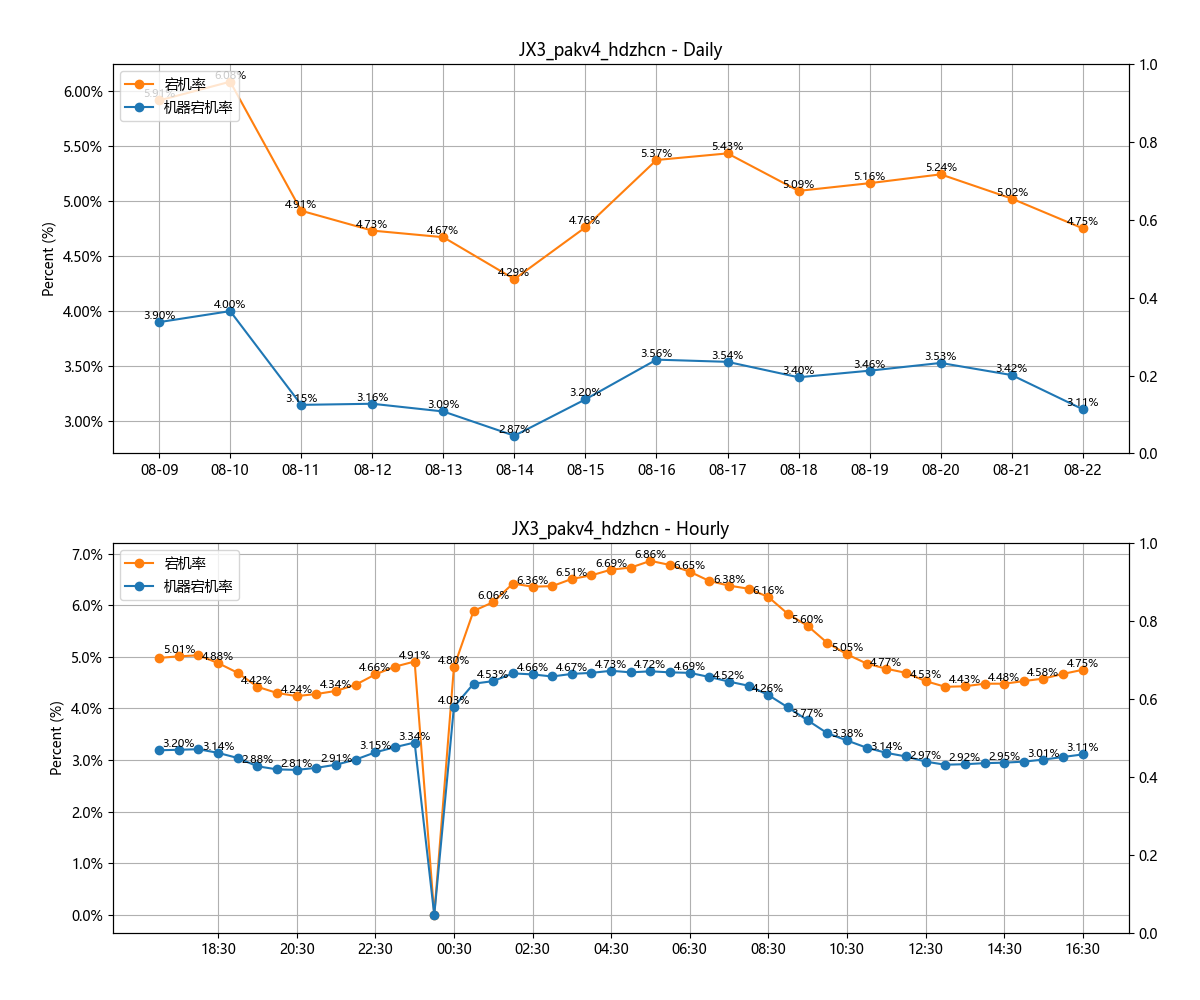 JX3_pakv4_hdzhcn - Daily
宕机率
机器宕机率
Percent (%)
6.00%
5.50%
5.00%
4.50%
4.00%
3.50%
3.00%
1.0
0.8
0.6
0.4
0.2
0.0
5.91% 6.08% 4.91% 4.73% 4.67% 4.29% 4.76% 5.37% 5.43% 5.09% 5.16% 5.24% 5.02% 4.75%
3.90% 4.00% 3.15% 3.16% 3.09% 2.87% 3.20% 3.56% 3.54% 3.40% 3.46% 3.53% 3.42% 3.11%
08-09 08-10 08-11 08-12 08-13 08-14 08-15 08-16 08-17 08-18 08-19 08-20 08-21 08-22
JX3_pakv4_hdzhcn - Hourly
宕机率
机器宕机率
Percent (%)
7.0%
6.0%
5.0%
4.0%
3.0%
2.0%
1.0%
0.0%
1.0
0.8
0.6
0.4
0.2
0.0
5.01% 4.88% 4.42% 4.24% 4.34% 4.66% 4.91% 4.80% 6.06% 6.36% 6.51% 6.69% 6.86% 6.65% 6.38% 6.16% 5.60% 5.05% 4.77% 4.53% 4.43% 4.48% 4.58% 4.75%
3.20% 3.14% 2.88% 2.81% 2.91% 3.15% 3.34% 4.03% 4.53% 4.66% 4.67% 4.73% 4.72% 4.69% 4.52% 4.26% 3.77% 3.38% 3.14% 2.97% 2.92% 2.95% 3.01% 3.11%
18:30 20:30 22:30 00:30 02:30 04:30 06:30 08:30 10:30 12:30 14:30 16:30